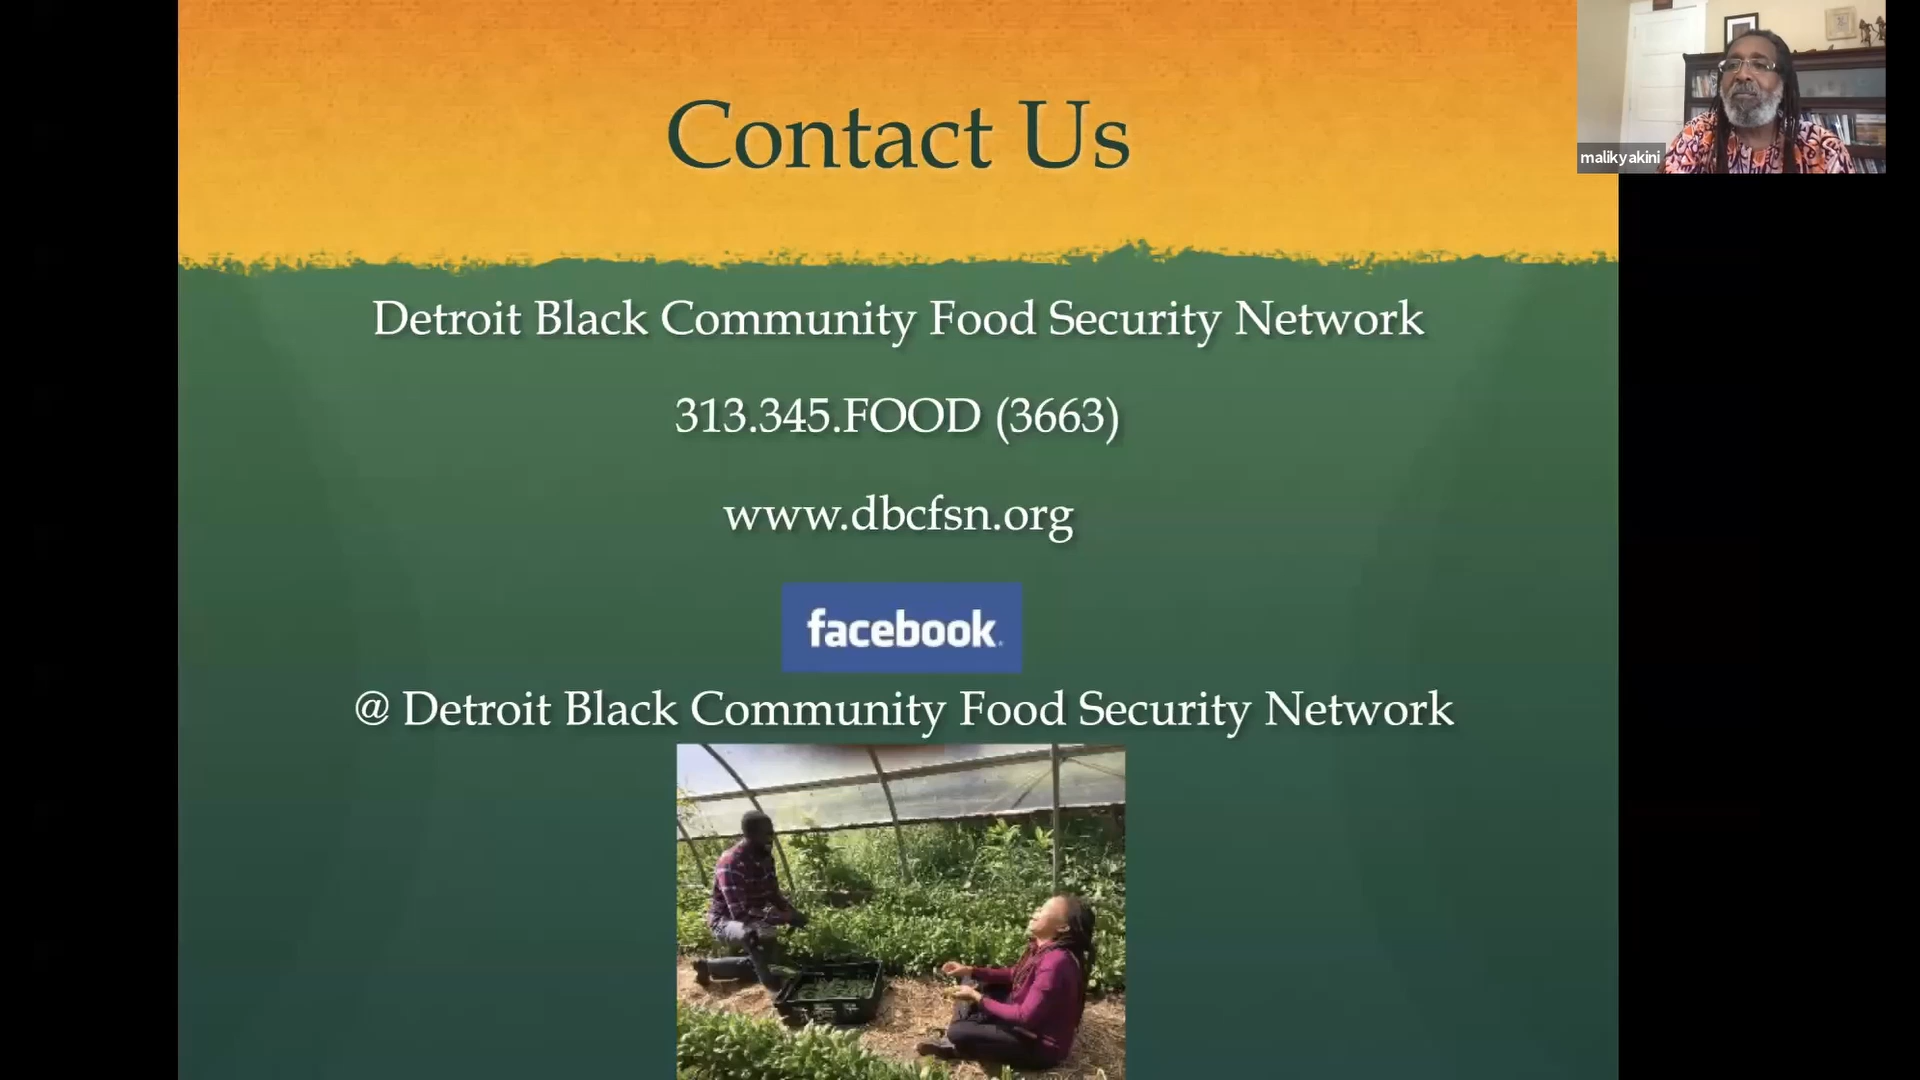 Contact Us
malikyakini
Detroit Black Community Food Security Network
313.345.FOOD (3663)
www.dbcfsn.org
facebook
@ Detroit Black Community Food Security Network